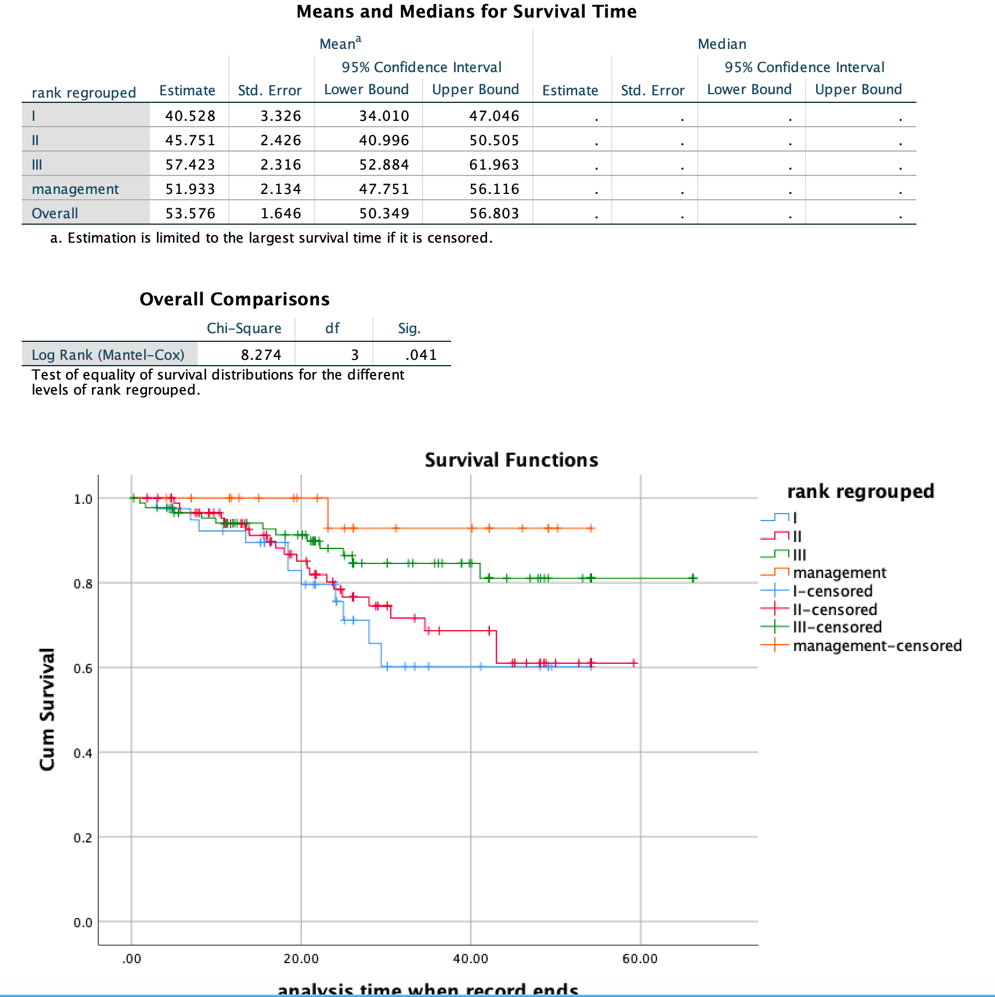 Means and Medians for Survival Time
Meana Median
95% Confidence Interval 95% Confidence Interval
rank regrouped Estimate Std. Error Lower Bound Upper Bound Estimate Std. Error Lower Bound Upper Bound
I 40.528 3.326 34.010 47.046 . . . .
II 45.751 2.426 40.996 50.505 . . . .
III 57.423 2.316 52.884 61.963 . . . .
management 51.933 2.134 47.751 56.116 . . . .
Overall 53.576 1.646 50.349 56.803 . . . .
a. Estimation is limited to the largest survival time if it is censored.
Overall Comparisons
Chi-Square df Sig.
Log Rank (Mantel-Cox) 8.274 3 .041
Test of equality of survival distributions for the different
levels of rank regrouped.
Survival Functions
Cum Survival
1.0
0.8
0.6
0.4
0.2
0.0
.00 20.00 40.00 60.00
analysis time when record ends
rank regrouped
I
II
III
management
I-censored
II-censored
III-censored
management-censored